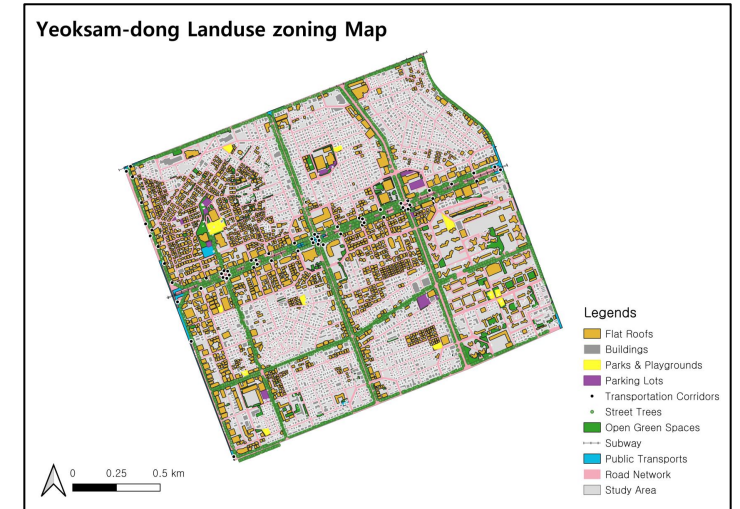 Yeoksam-dong Landuse zoning Map
Legends
Flat Roofs
Buildings
Parks & Playgrounds
Parking Lots
Transportation Corridors
Street Trees
Open Green Spaces
Subway
Public Transports
Road Network
Study Area
0 0.25 0.5 km